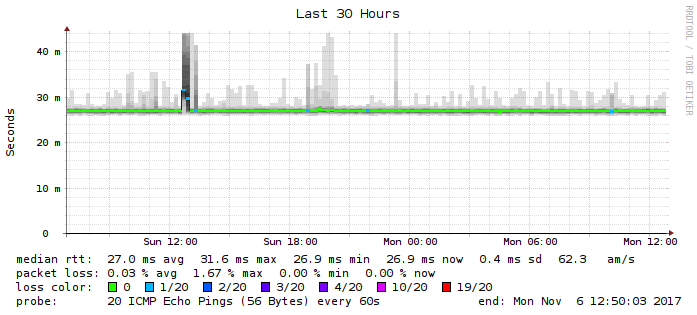 Last 30 Hours
RRDTOOL / TOBI OETIKER
Seconds
40 m
30 m
20 m
10 m
0
Sun 12:00 Sun 18:00 Mon 00:00 Mon 06:00 Mon 12:00
median rtt: 27.0 ms avg 31.6 ms max 26.9 ms min 26.9 ms now 0.4 ms sd 62.3 am/s
packet loss: 0.03 % avg 1.67 % max 0.00 % min 0.00 % now
loss color: 0 1/20 2/20 3/20 4/20 10/20 19/20
probe: 20 ICMP Echo Pings (56 Bytes) every 60s end: Mon Nov 6 12:50:03 2017